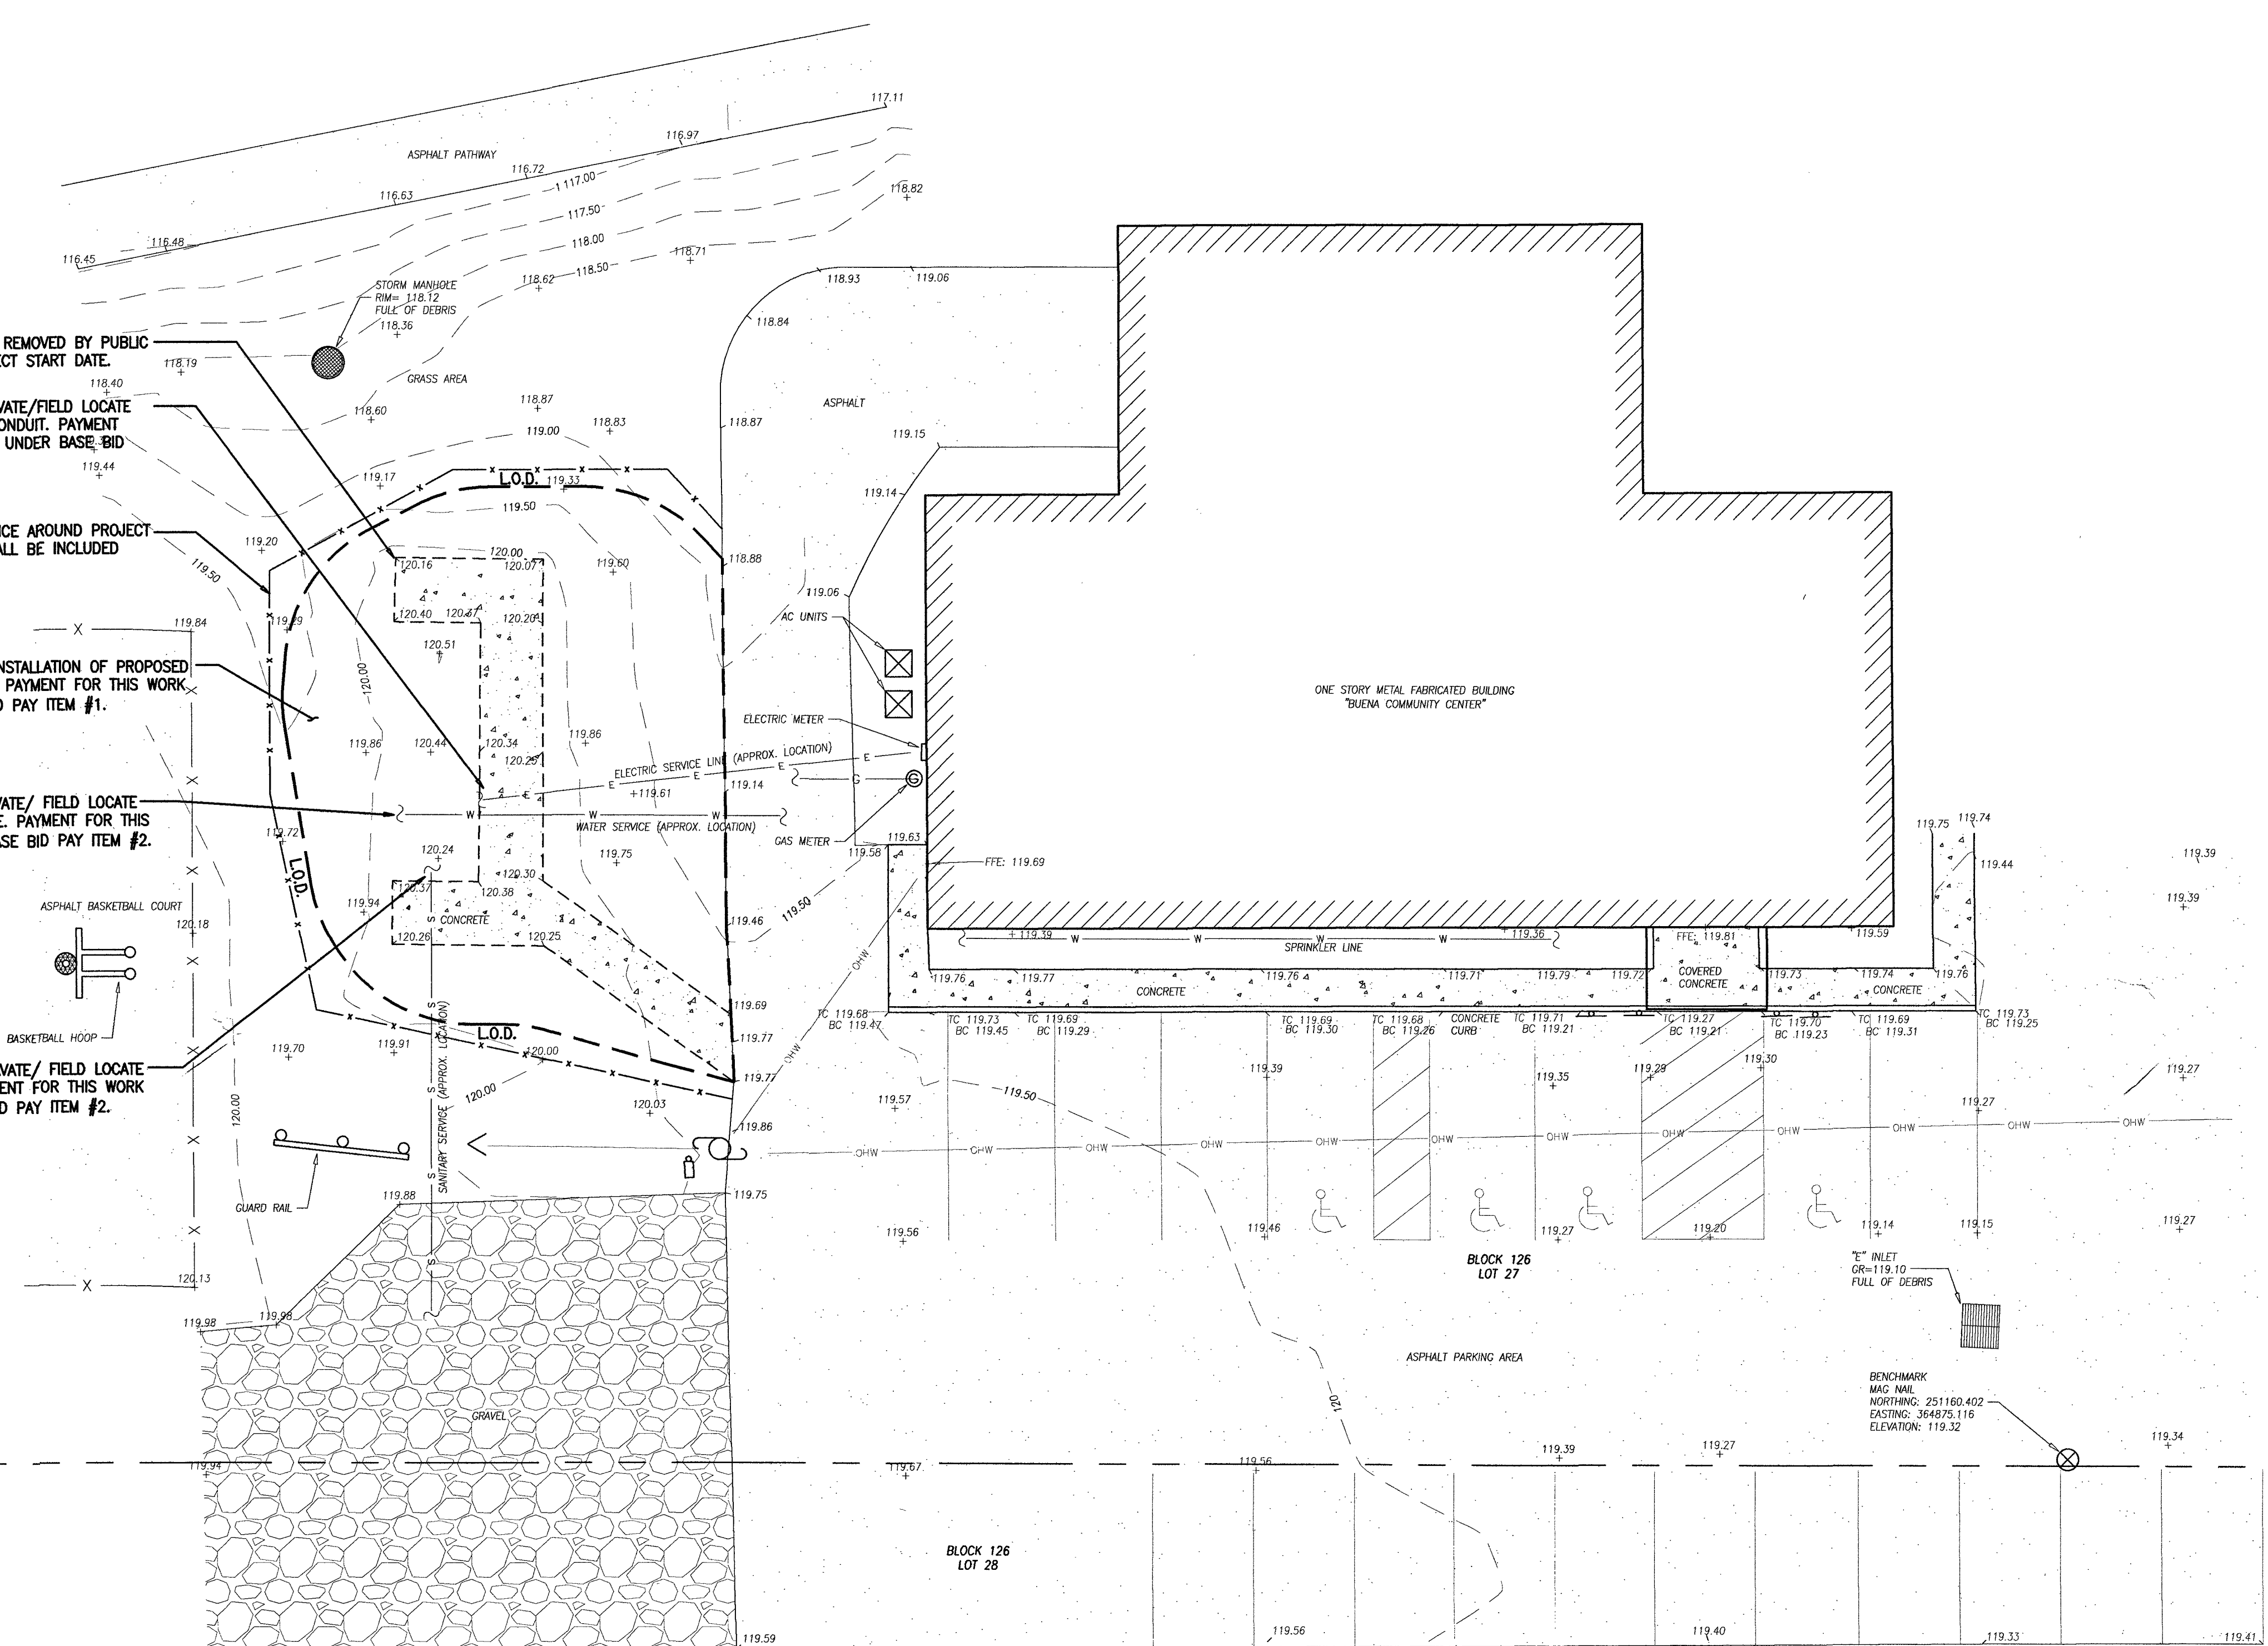 117.11
116.97
ASPHALT PATHWAY
116.72
117.00
116.63
118.82
117.50
118.00
116.48
116.45
118.71
118.50
118.62
118.93
119.06
STORM MANHOLE
RIM= 118.12
FULL OF DEBRIS
118.36
118.84
REMOVED BY PUBLIC
ECT START DATE.
118.19
GRASS AREA
118.40
118.60
118.87
118.83
119.00
118.87
ASPHALT
119.15
VATE/FIELD LOCATE
ONDUIT. PAYMENT
UNDER BASE BID
119.44
119.17
L.O.D.
119.33
119.14
119.50
NCE AROUND PROJECT
ALL BE INCLUDED
119.20
119.50
120.00
120.16
120.07
119.60
118.88
119.06
120.40
120.37
120.20
AC UNITS
119.84
119.29
120.51
NSTALLATION OF PROPOSED
PAYMENT FOR THIS WORK
D PAY ITEM #1.
120.00
ONE STORY METAL FABRICATED BUILDING
"BUENA COMMUNITY CENTER"
ELECTRIC METER
119.86
120.44
120.34
119.86
120.25
ELECTRIC SERVICE LINE (APPROX. LOCATION)
E E E E E
G
G
119.61
119.14
VATE/ FIELD LOCATE
E. PAYMENT FOR THIS
ASE BID PAY ITEM #2.
W W W
WATER SERVICE (APPROX. LOCATION)
GAS METER
119.72
119.63
119.58
FFE: 119.69
119.75
119.74
119.39
119.44
120.24
119.75
L.O.D.
120.37
120.30
120.38
119.94
CONCRETE
119.46
119.50
119.39
ASPHALT BASKETBALL COURT
120.18
120.26
120.25
OHW
119.39
W W W W
SPRINKLER LINE
119.36
FFE: 119.81
119.59
119.76
119.77
119.76
119.71
119.79
119.72
COVERED
CONCRETE
119.73
119.74
119.76
CONCRETE
CONCRETE
119.69
TC 119.68
BC 119.47
TC 119.73
BC 119.45
TC 119.69
BC 119.29
TC 119.69
BC 119.30
TC 119.68
BC 119.26
CONCRETE
CURB
TC 119.71
BC 119.21
TC 119.27
BC 119.21
TC 119.70
BC 119.23
TC 119.69
BC 119.31
TC 119.73
BC 119.25
BASKETBALL HOOP
L.O.D.
119.77
119.70
119.91
120.00
OHW
119.77
119.39
119.35
119.29
119.30
119.27
VATE/ FIELD LOCATE
ENT FOR THIS WORK
D PAY ITEM #2.
120.00
120.00
120.03
119.57
119.50
119.27
SANITARY SERVICE (APPROX. LOCATION)
S S S S S
119.86
OHW OHW OHW OHW OHW OHW OHW OHW OHW OHW OHW
GUARD RAIL
119.88
119.75
119.56
119.46
119.27
119.20
119.14
119.15
119.27
BLOCK 126
LOT 27
"E" INLET
GR=119.10
FULL OF DEBRIS
120.13
119.98
119.98
ASPHALT PARKING AREA
BENCHMARK
MAG NAIL
NORTHING: 251160.402
EASTING: 364875.116
ELEVATION: 119.32
120
GRAVEL
119.94
119.67
119.56
119.39
119.27
119.34
BLOCK 126
LOT 28
119.59
119.56
119.40
119.33
119.41